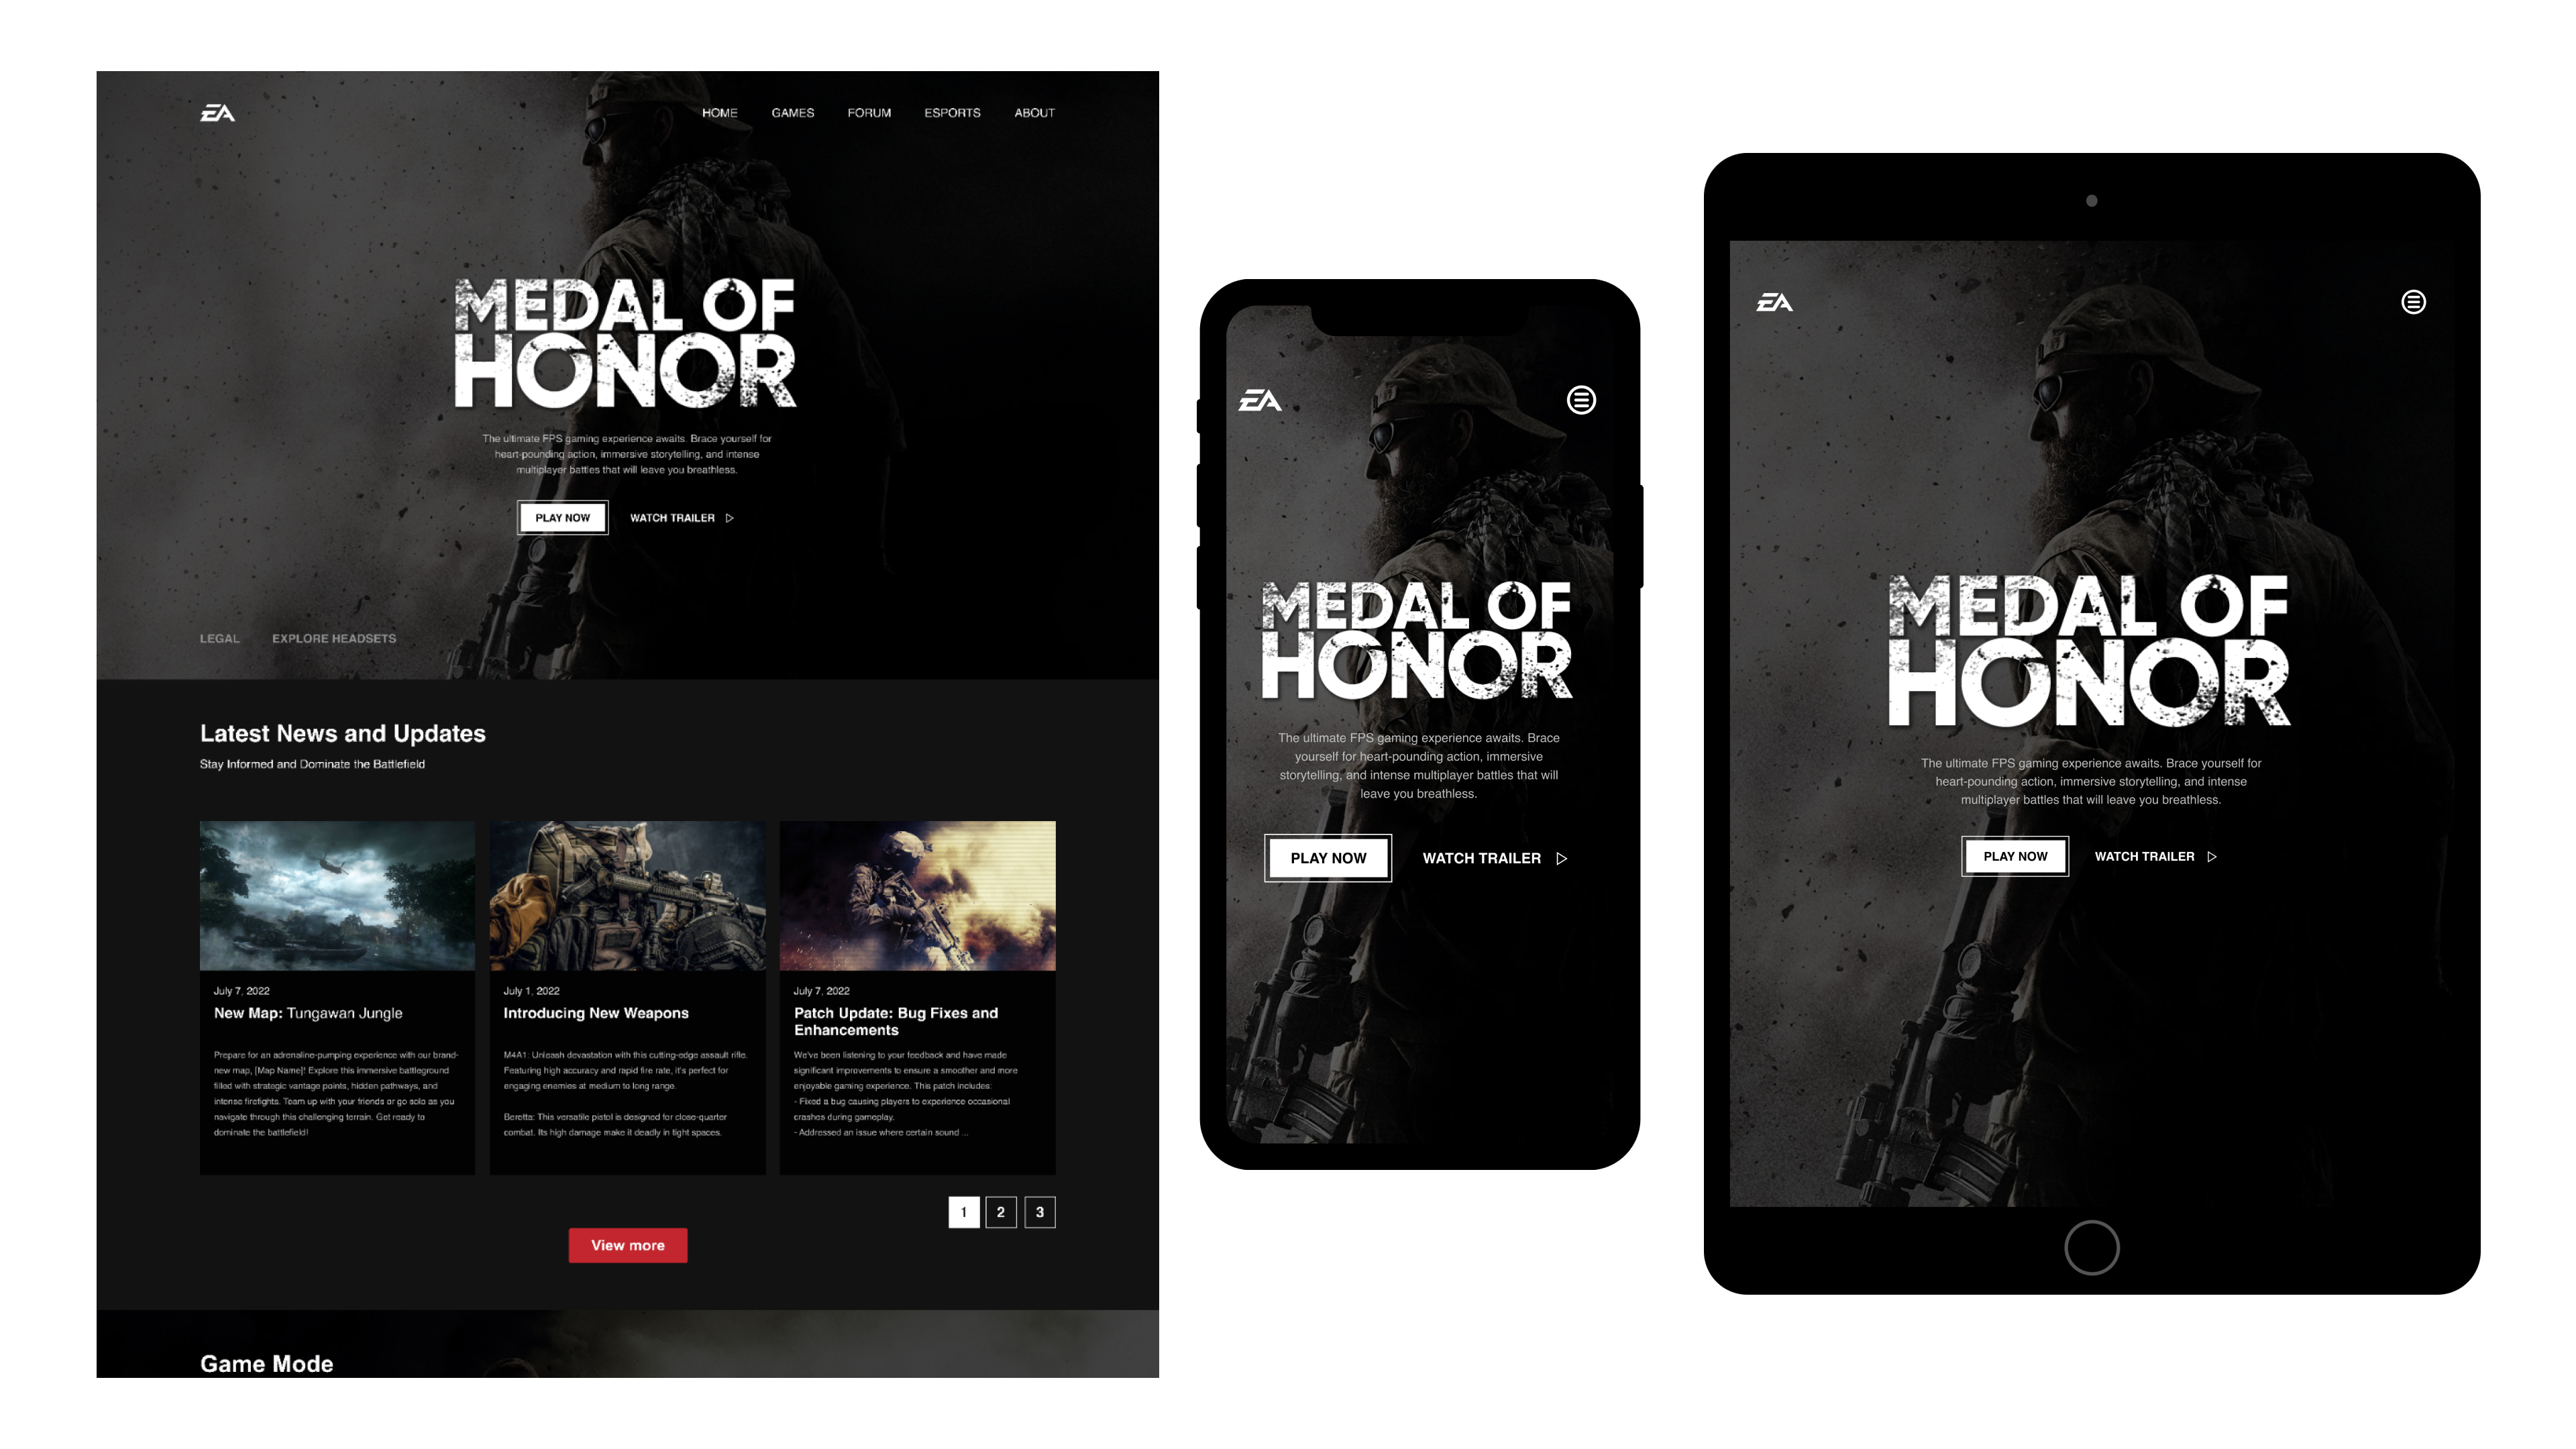 EA
HOME GAMES FORUM ESPORTS ABOUT
MEDAL OF
HONOR
The ultimate FPS gaming experience awaits. Brace yourself for
heart-pounding action, immersive storytelling, and intense
multiplayer battles that will leave you breathless.
PLAY NOW WATCH TRAILER
LEGAL EXPLORE HEADSETS
Latest News and Updates
Stay Informed and Dominate the Battlefield
July 7, 2022
New Map: Tungawan Jungle
Prepare for an adrenaline-pumping experience with our brand-
new map, [Map Name]! Explore this immersive battleground
filled with strategic vantage points, hidden pathways, and
intense firefights. Team up with your friends or go solo as you
navigate through this challenging terrain. Get ready to
dominate the battlefield!
July 1, 2022
Introducing New Weapons
M4A1: Unleash devastation with this cutting-edge assault rifle.
Featuring high accuracy and rapid fire rate, it's perfect for
engaging enemies at medium to long range.
Beretta: This versatile pistol is designed for close-quarter
combat. Its high damage make it deadly in tight spaces.
July 7, 2022
Patch Update: Bug Fixes and
Enhancements
We've been listening to your feedback and have made
significant improvements to ensure a smoother and more
enjoyable gaming experience. This patch includes:
- Fixed a bug causing players to experience occasional
crashes during gameplay.
- Addressed an issue where certain sound ...
1 2 3
View more
Game Mode
EA
MEDAL OF
HONOR
The ultimate FPS gaming experience awaits. Brace
yourself for heart-pounding action, immersive
storytelling, and intense multiplayer battles that will
leave you breathless.
PLAY NOW WATCH TRAILER
EA
MEDAL OF
HONOR
The ultimate FPS gaming experience awaits. Brace yourself for
heart-pounding action, immersive storytelling, and intense
multiplayer battles that will leave you breathless.
PLAY NOW WATCH TRAILER